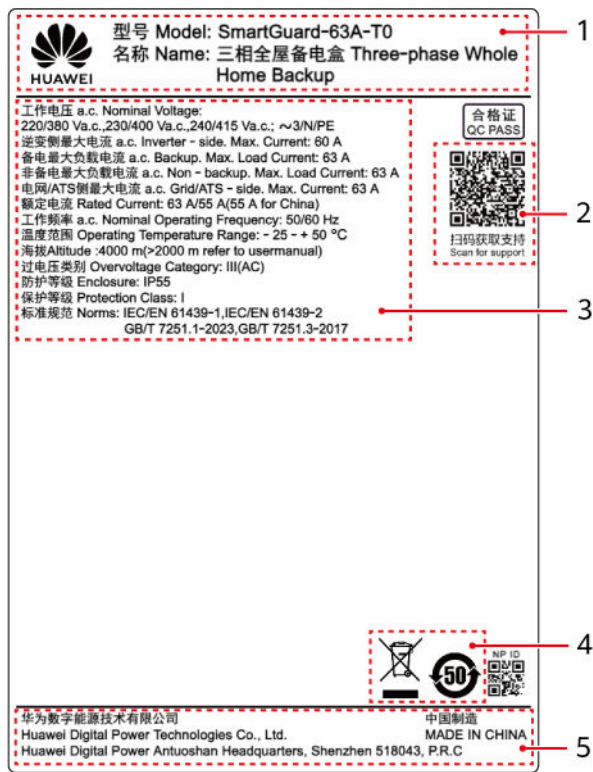 HUAWEI
型号 Model: SmartGuard-63A-T0
名称 Name: 三相全屋备电盒 Three-phase Whole
Home Backup
1
工作电压 a.c. Nominal Voltage:
220/380 Va.c.,230/400 Va.c.,240/415 Va.c.; ～3/N/PE
逆变侧最大电流 a.c. Inverter - side. Max. Current: 60 A
备电最大负载电流 a.c. Backup. Max. Load Current: 63 A
非备电最大负载电流 a.c. Non - backup. Max. Load Current: 63 A
电网/ATS侧最大电流 a.c. Grid/ATS - side. Max. Current: 63 A
额定电流 Rated Current: 63 A/55 A(55 A for China)
工作频率 a.c. Nominal Operating Frequency: 50/60 Hz
温度范围 Operating Temperature Range: - 25 - + 50 °C
海拔Altitude :4000 m(>2000 m refer to usermanual)
过电压类别 Overvoltage Category: III(AC)
防护等级 Enclosure: IP55
保护等级 Protection Class: I
标准规范 Norms: IEC/EN 61439-1,IEC/EN 61439-2
GB/T 7251.1-2023,GB/T 7251.3-2017
合格证
QC PASS
2
扫码获取支持
Scan for support
3
4
50
NP ID
华为数字能源技术有限公司
中国制造
Huawei Digital Power Technologies Co., Ltd.
MADE IN CHINA
Huawei Digital Power Antuoshan Headquarters, Shenzhen 518043, P.R.C
5